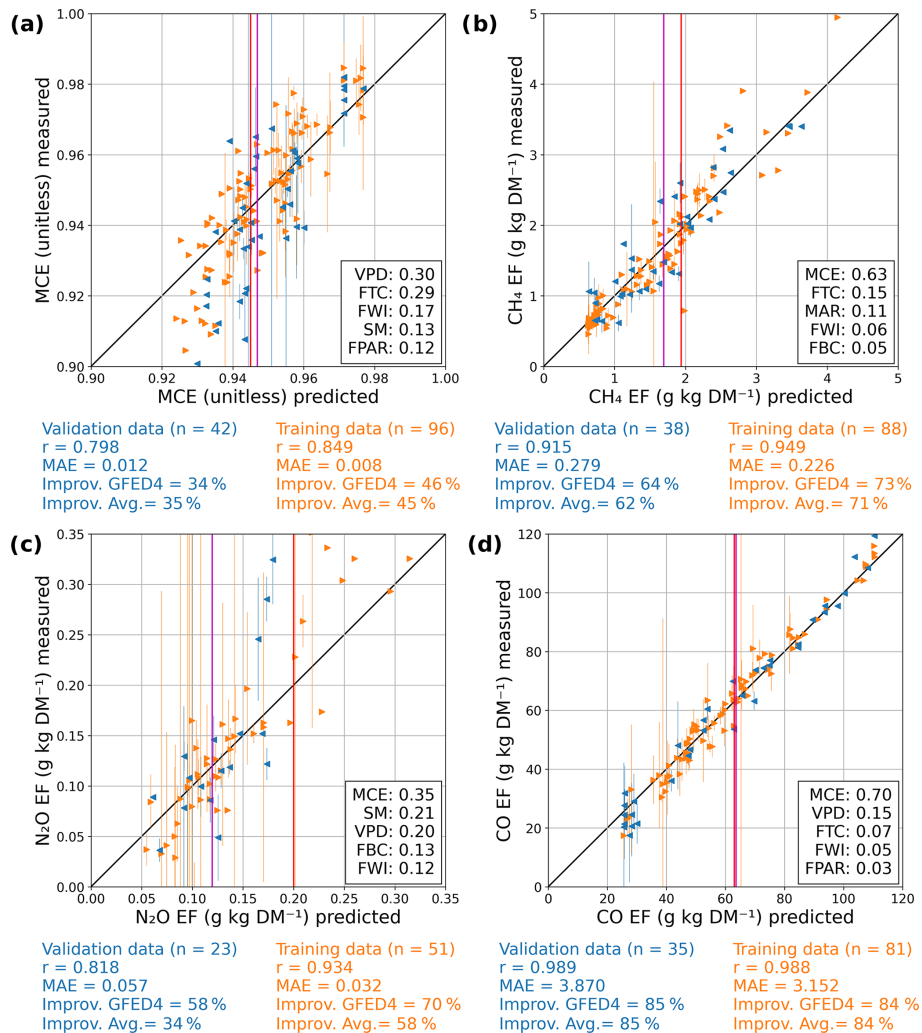 (a)
1.00
0.98
0.96
0.94
0.92
0.90
MCE (unitless) measured
VPD: 0.30
FTC: 0.29
FWI: 0.17
SM: 0.13
FPAR: 0.12
0.90 0.92 0.94 0.96 0.98 1.00
MCE (unitless) predicted
Validation data (n = 42)
r = 0.798
MAE = 0.012
Improv. GFED4 = 34 %
Improv. Avg.= 35 %
Training data (n = 96)
r = 0.849
MAE = 0.008
Improv. GFED4 = 46 %
Improv. Avg.= 45 %
(b)
5
4
3
2
1
0
CH₄ EF (g kg DM⁻¹) measured
MCE: 0.63
FTC: 0.15
MAR: 0.11
FWI: 0.06
FBC: 0.05
0 1 2 3 4 5
CH₄ EF (g kg DM⁻¹) predicted
Validation data (n = 38)
r = 0.915
MAE = 0.279
Improv. GFED4 = 64 %
Improv. Avg.= 62 %
Training data (n = 88)
r = 0.949
MAE = 0.226
Improv. GFED4 = 73 %
Improv. Avg.= 71 %
(c)
0.35
0.30
0.25
0.20
0.15
0.10
0.05
0.00
N₂O EF (g kg DM⁻¹) measured
MCE: 0.35
SM: 0.21
VPD: 0.20
FBC: 0.13
FWI: 0.12
0.00 0.05 0.10 0.15 0.20 0.25 0.30 0.35
N₂O EF (g kg DM⁻¹) predicted
Validation data (n = 23)
r = 0.818
MAE = 0.057
Improv. GFED4 = 58 %
Improv. Avg.= 34 %
Training data (n = 51)
r = 0.934
MAE = 0.032
Improv. GFED4 = 70 %
Improv. Avg.= 58 %
(d)
120
100
80
60
40
20
0
CO EF (g kg DM⁻¹) measured
MCE: 0.70
VPD: 0.15
FTC: 0.07
FWI: 0.05
FPAR: 0.03
0 20 40 60 80 100 120
CO EF (g kg DM⁻¹) predicted
Validation data (n = 35)
r = 0.989
MAE = 3.870
Improv. GFED4 = 85 %
Improv. Avg.= 85 %
Training data (n = 81)
r = 0.988
MAE = 3.152
Improv. GFED4 = 84 %
Improv. Avg.= 84 %